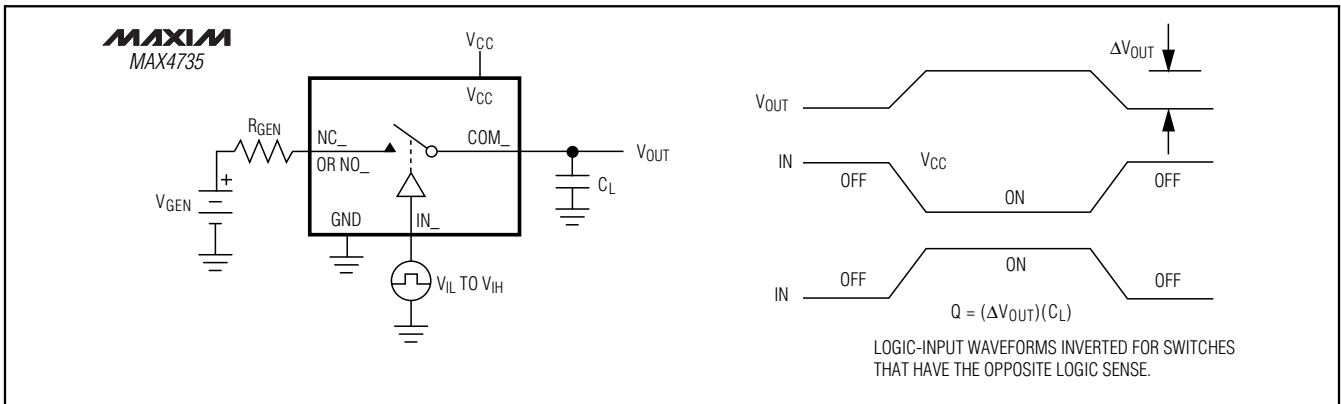 MAXIM
MAX4735
VCC
VCC
RGEN
NC_
OR NO_
COM_
VOUT
CL
+
VGEN
GND
IN_
VIL TO VIH
ΔVOUT
VOUT
IN
VCC
OFF
ON
OFF
IN
OFF
ON
OFF
Q = (ΔVOUT)(CL)
LOGIC-INPUT WAVEFORMS INVERTED FOR SWITCHES
THAT HAVE THE OPPOSITE LOGIC SENSE.